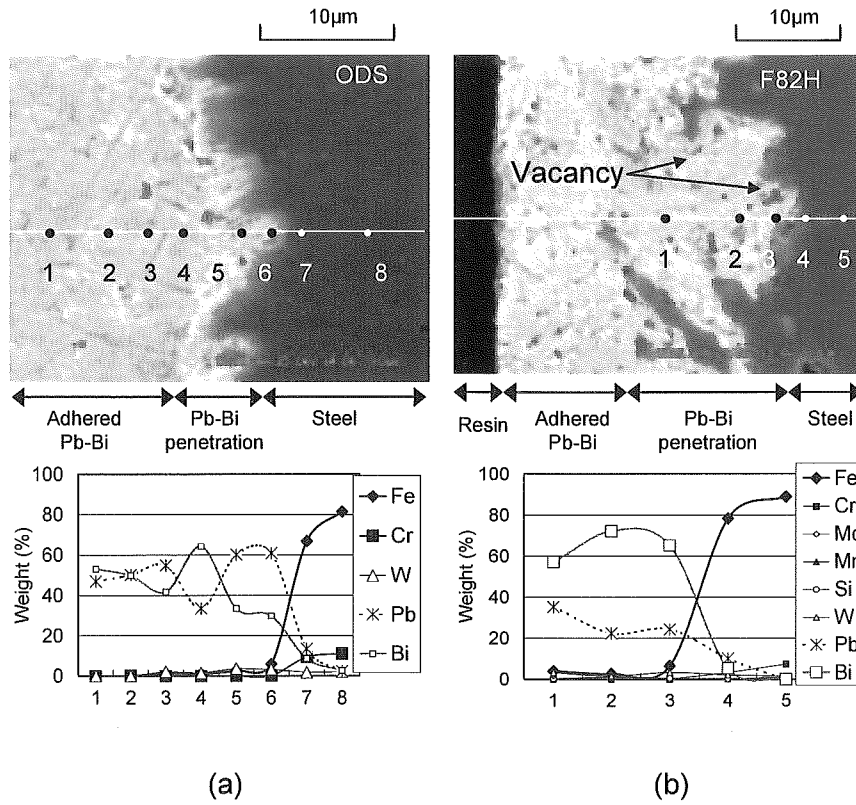 10μm
10μm
ODS
F82H
Vacancy
1 2 3 4 5 6 7 8
1 2 3 4 5
Adhered
Pb-Bi
Pb-Bi
penetration
Steel
Resin
Adhered
Pb-Bi
Pb-Bi
penetration
Steel
Weight (%)
100
80
60
40
20
0
1 2 3 4 5 6 7 8
Fe
Cr
W
Pb
Bi
Weight (%)
100
80
60
40
20
0
1 2 3 4 5
Fe
Cr
Mo
Mn
Si
W
Pb
Bi
(a)
(b)